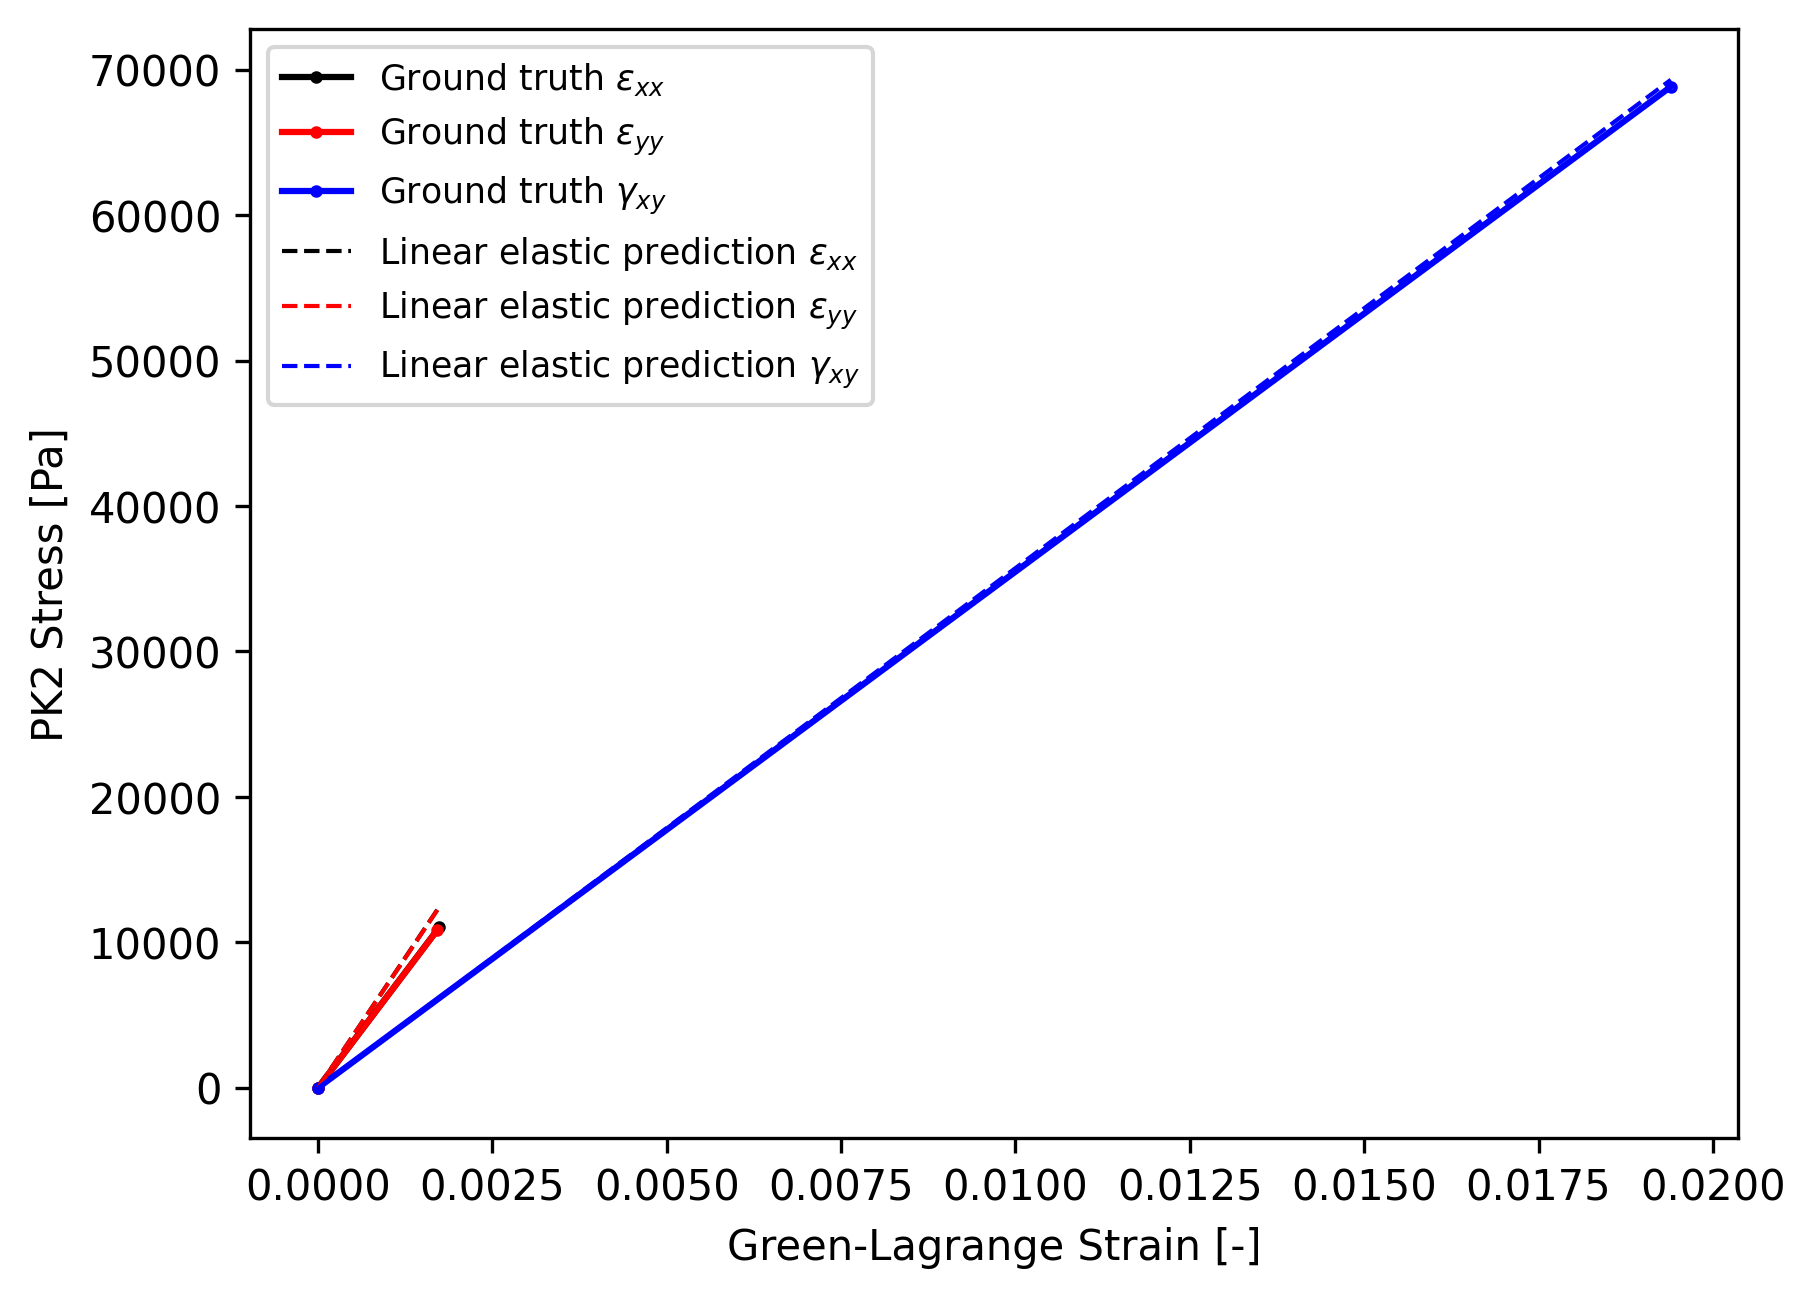 Ground truth εxx
Ground truth εyy
Ground truth γxy
Linear elastic prediction εxx
Linear elastic prediction εyy
Linear elastic prediction γxy
70000
60000
50000
40000
30000
20000
10000
0
PK2 Stress [Pa]
0.0000 0.0025 0.0050 0.0075 0.0100 0.0125 0.0150 0.0175 0.0200
Green-Lagrange Strain [-]